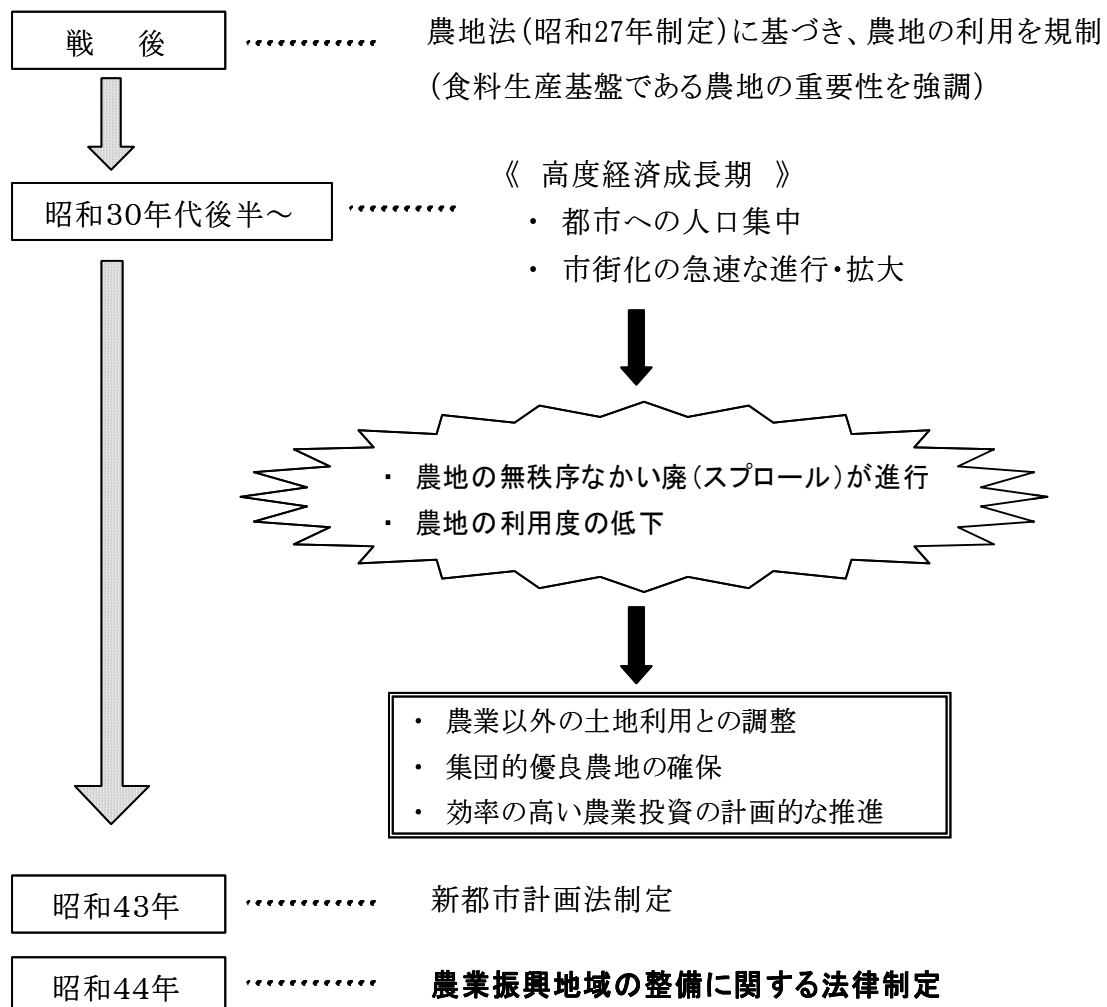 戦　後
農地法（昭和27年制定）に基づき、農地の利用を規制
（食料生産基盤である農地の重要性を強調）
昭和30年代後半～
《 高度経済成長期 》
・ 都市への人口集中
・ 市街化の急速な進行・拡大
・ 農地の無秩序なかい廃（スプロール）が進行
・ 農地の利用度の低下
・ 農業以外の土地利用との調整
・ 集団的優良農地の確保
・ 効率の高い農業投資の計画的な推進
昭和43年
新都市計画法制定
昭和44年
農業振興地域の整備に関する法律制定